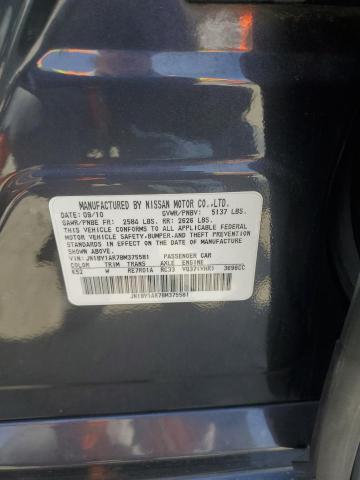 MANUFACTURED BY NISSAN MOTOR CO.,LTD.
DATE: 09/10 GVWR/PNBV: 5137 LBS.
GAWR/PNBE FR: 2584 LBS. RR: 2626 LBS.
THIS VEHICLE CONFORMS TO ALL APPLICABLE FEDERAL
MOTOR VEHICLE SAFETY,BUMPER,AND THEFT
PREVENTION STANDARDS IN EFFECT ON THE DATE OF MANUFACTURE
SHOWN ABOVE.
VIN: JN1BY1AR7BM375581 PASSENGER CAR
COLOR TRIM TRANS AXLE ENGINE
K52 W RE7R01A RC33 VQ37(VHR) 3696CC
JN1BY1AR7BM375581